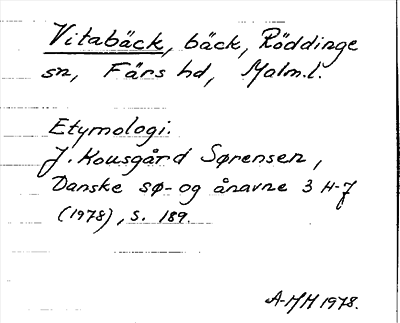 Vitabäck, bäck, Röddinge
sn, Färs hd, Malm.l.
Etymologi:
J. Kousgård Sørensen,
Danske sø- og ånavne 3 H-J
(1978), s. 189.
A-MH 1978.